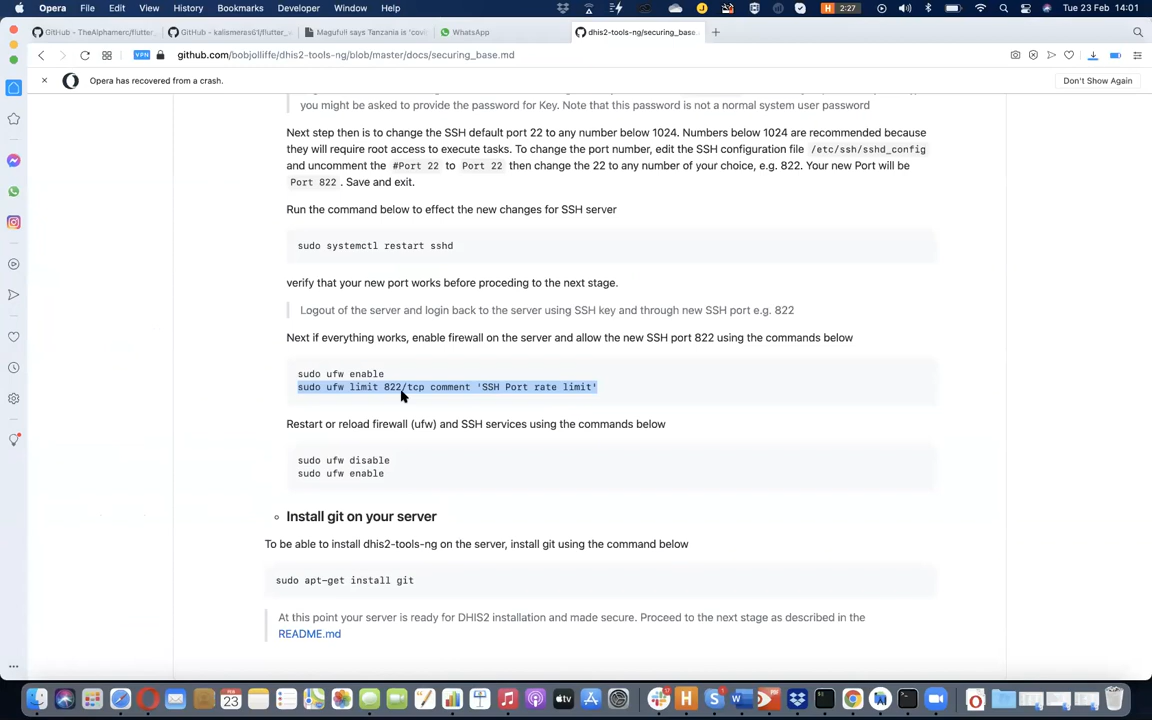 Opera File Edit View History Bookmarks Developer Window Help 2:27 Tue 23 Feb 14:01
GitHub - TheAlphamerc/flutter_ GitHub - kalismeras61/flutter_ Magufuli says Tanzania is 'covi WhatsApp dhis2-tools-ng/securing_base.
VPN github.com/bobjolliffe/dhis2-tools-ng/blob/master/docs/securing_base.md
Opera has recovered from a crash. Don't Show Again
you might be asked to provide the password for Key. Note that this password is not a normal system user password
Next step then is to change the SSH default port 22 to any number below 1024. Numbers below 1024 are recommended because
they will require root access to execute tasks. To change the port number, edit the SSH configuration file /etc/ssh/sshd_config
and uncomment the #Port 22 to Port 22 then change the 22 to any number of your choice, e.g. 822. Your new Port will be
Port 822 . Save and exit.
Run the command below to effect the new changes for SSH server
sudo systemctl restart sshd
verify that your new port works before proceding to the next stage.
Logout of the server and login back to the server using SSH key and through new SSH port e.g. 822
Next if everything works, enable firewall on the server and allow the new SSH port 822 using the commands below
sudo ufw enable
sudo ufw limit 822/tcp comment 'SSH Port rate limit'
Restart or reload firewall (ufw) and SSH services using the commands below
sudo ufw disable
sudo ufw enable
Install git on your server
To be able to install dhis2-tools-ng on the server, install git using the command below
sudo apt-get install git
At this point your server is ready for DHIS2 installation and made secure. Proceed to the next stage as described in the
README.md